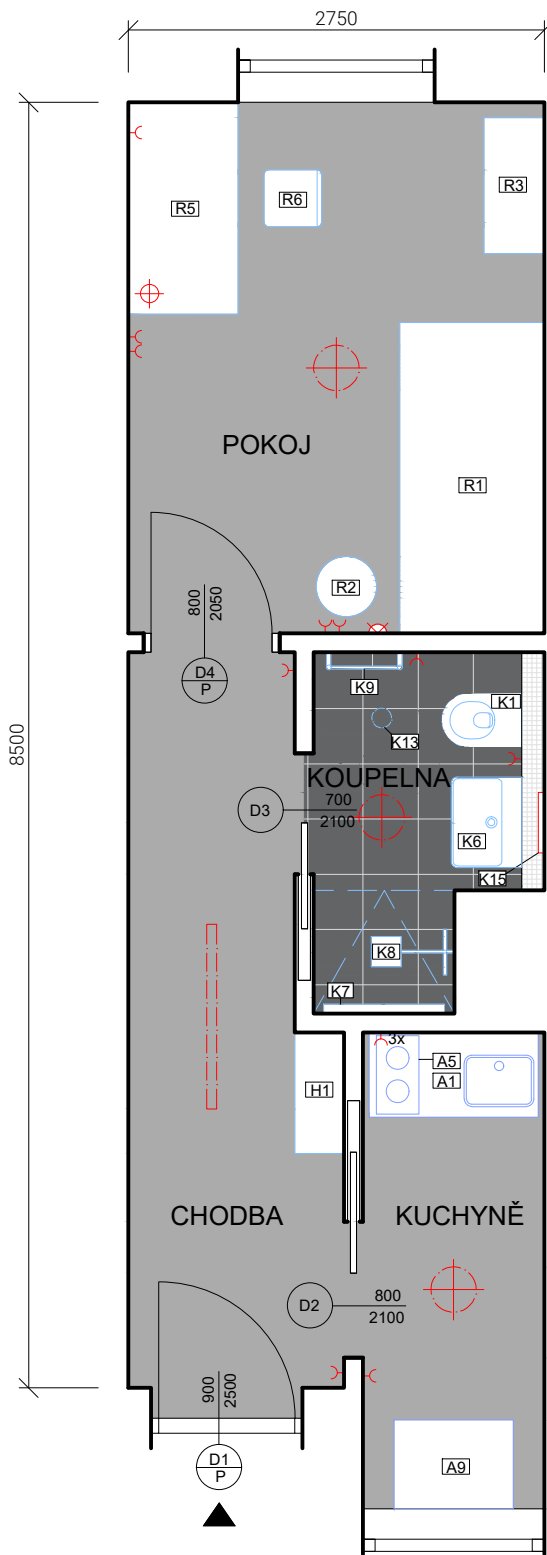 2750
R5
R6
R3
POKOJ
R1
R2
800
2050
D4
P
8500
K9
K1
K13
KOUPELNA
D3
700
2100
K6
K15
K8
K7
3x
A5
A1
H1
CHODBA
KUCHYNĚ
D2
800
2100
900
2500
D1
P
A9